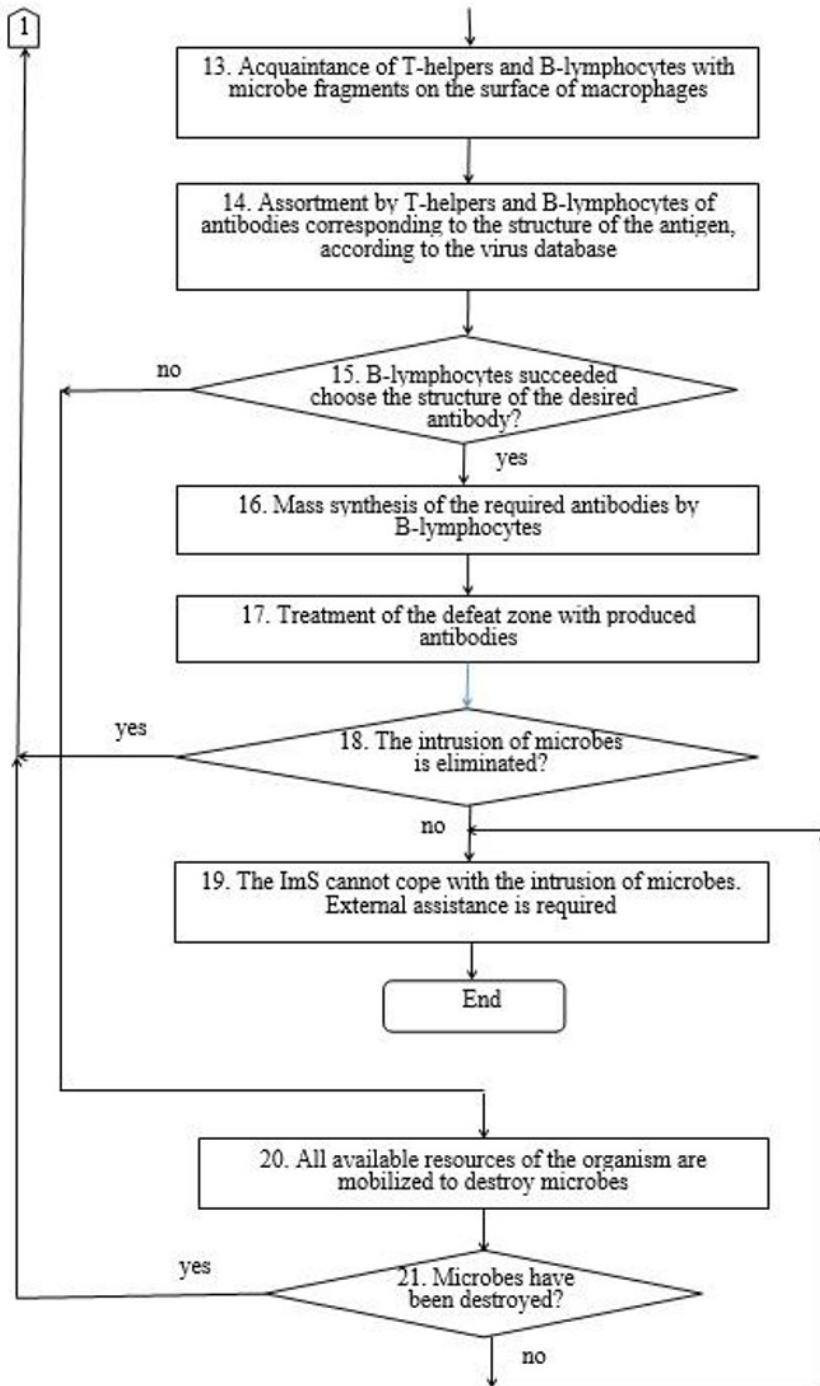 1
13. Acquaintance of T-helpers and B-lymphocytes with
microbe fragments on the surface of macrophages
14. Assortment by T-helpers and B-lymphocytes of
antibodies corresponding to the structure of the antigen,
according to the virus database
no
15. B-lymphocytes succeeded
choose the structure of the desired
antibody?
yes
16. Mass synthesis of the required antibodies by
B-lymphocytes
17. Treatment of the defeat zone with produced
antibodies
yes
18. The intrusion of microbes
is eliminated?
no
19. The ImS cannot cope with the intrusion of microbes.
External assistance is required
End
20. All available resources of the organism are
mobilized to destroy microbes
yes
21. Microbes have
been destroyed?
no